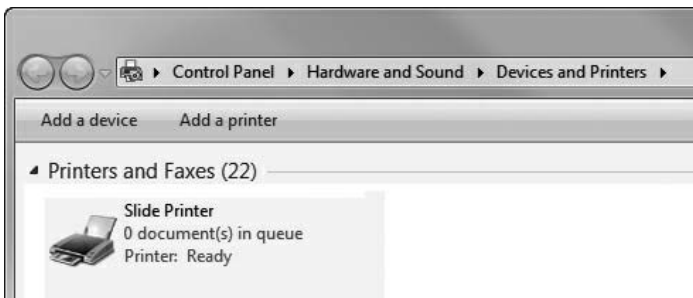 Control Panel Hardware and Sound Devices and Printers
Add a device Add a printer
Printers and Faxes (22)
Slide Printer
0 document(s) in queue
Printer: Ready